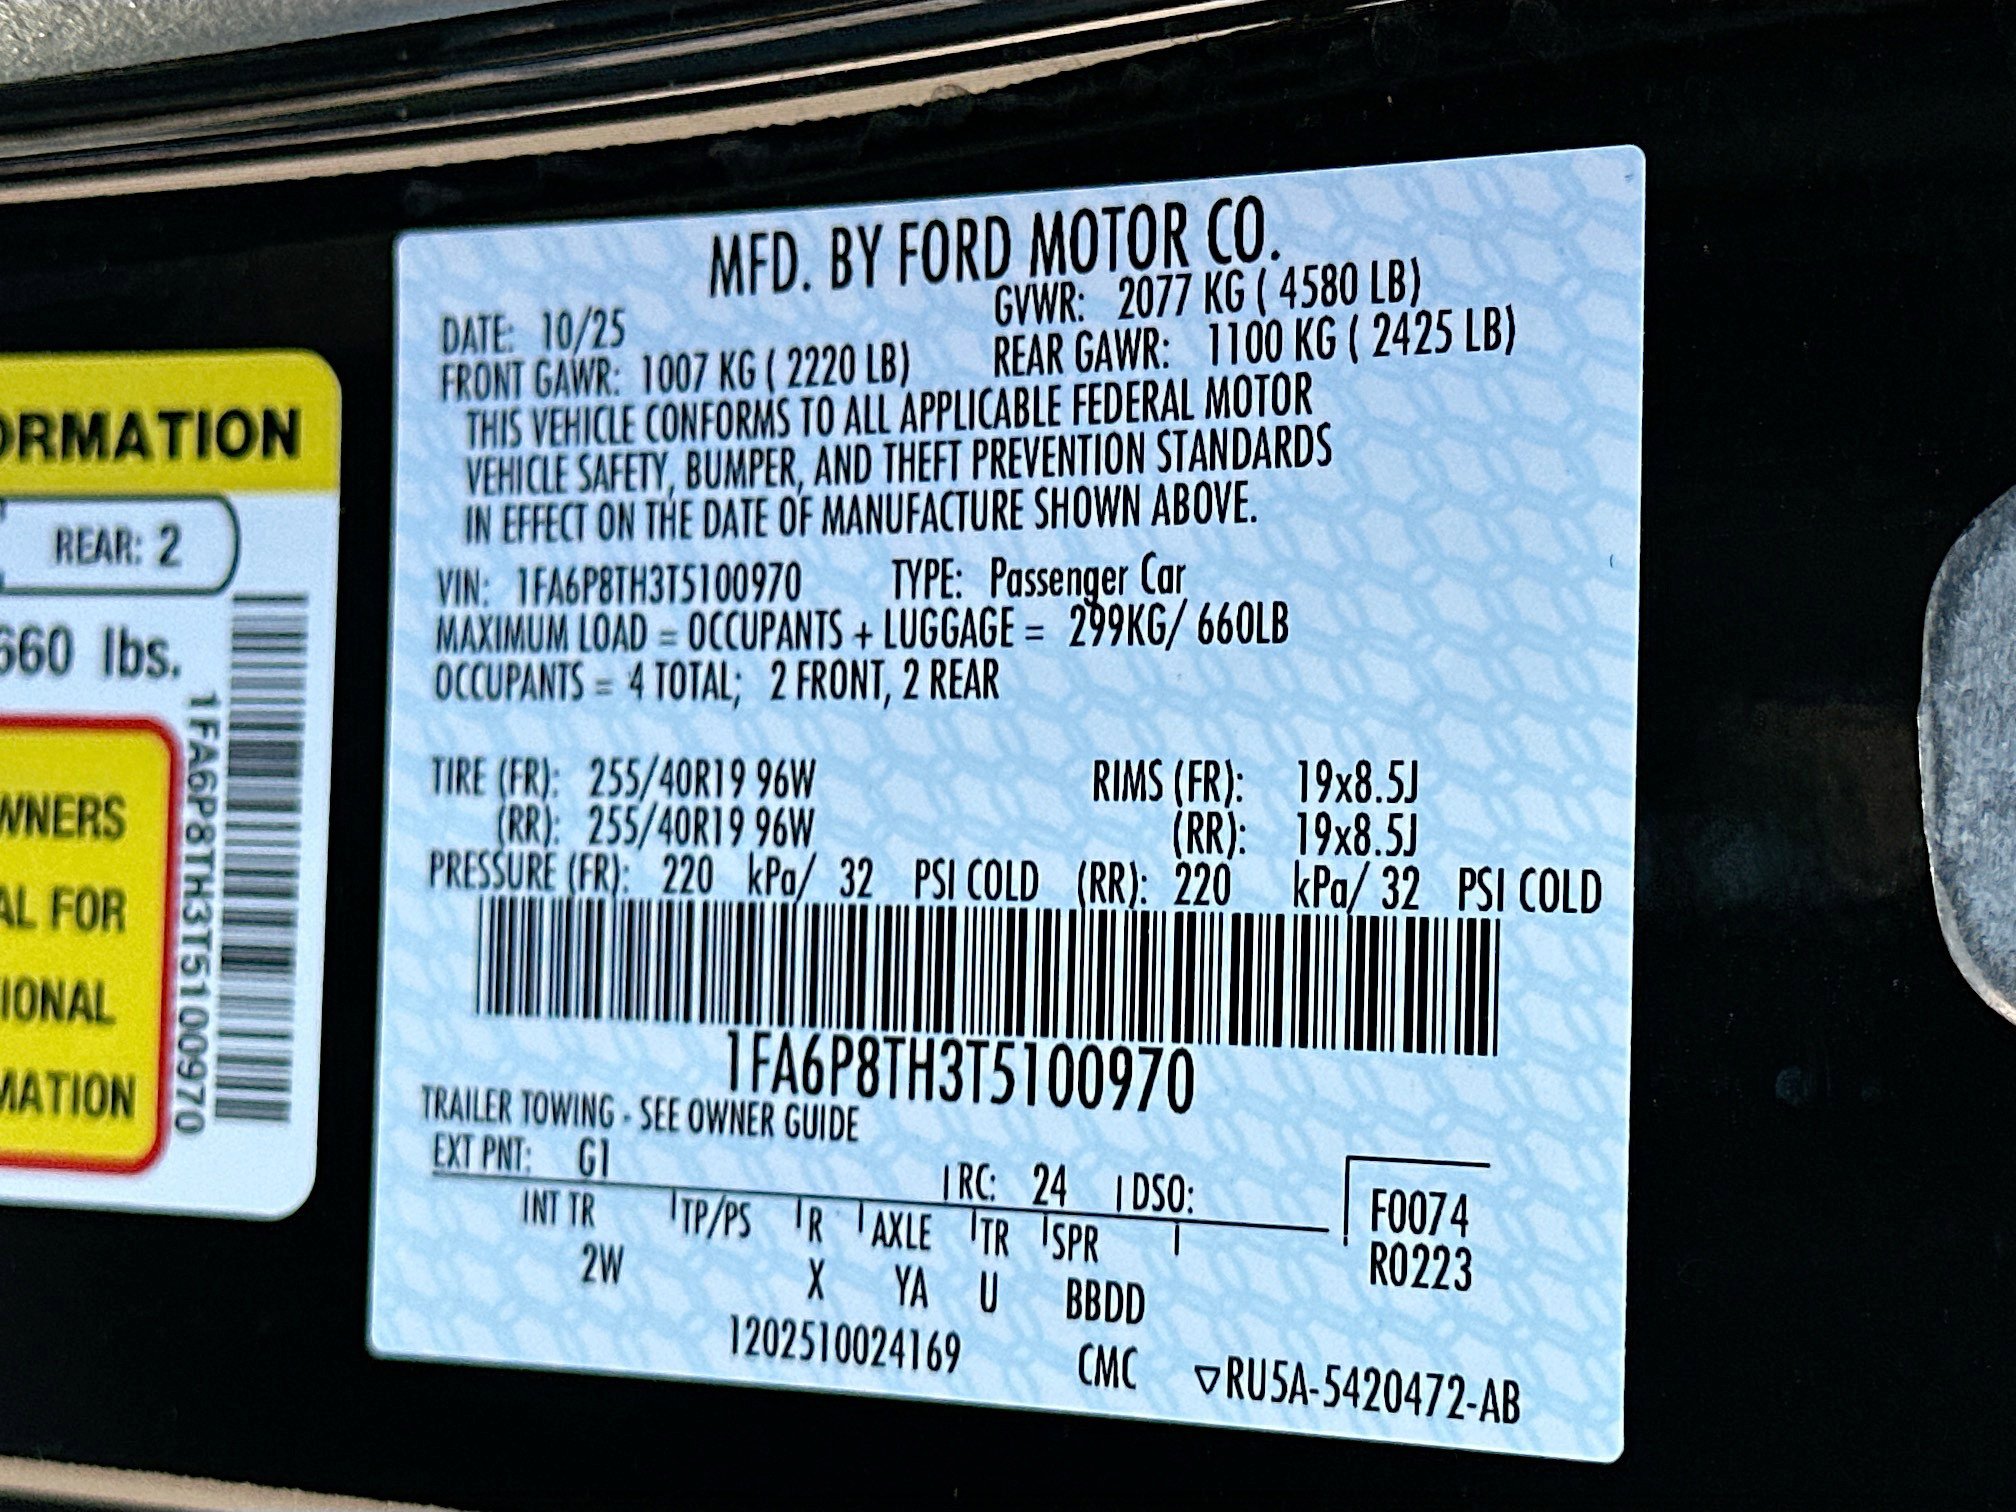 ORMATION
REAR: 2
660 lbs.
WNERS
AL FOR
IONAL
MATION
1FA6P8TH3T5100970
MFD. BY FORD MOTOR CO.
DATE: 10/25 GVWR: 2077 KG ( 4580 LB)
FRONT GAWR: 1007 KG ( 2220 LB) REAR GAWR: 1100 KG ( 2425 LB)
THIS VEHICLE CONFORMS TO ALL APPLICABLE FEDERAL MOTOR
VEHICLE SAFETY, BUMPER, AND THEFT PREVENTION STANDARDS
IN EFFECT ON THE DATE OF MANUFACTURE SHOWN ABOVE.
VIN: 1FA6P8TH3T5100970 TYPE: Passenger Car
MAXIMUM LOAD = OCCUPANTS + LUGGAGE = 299KG/ 660LB
OCCUPANTS = 4 TOTAL; 2 FRONT, 2 REAR
TIRE (FR): 255/40R19 96W RIMS (FR): 19x8.5J
(RR): 255/40R19 96W (RR): 19x8.5J
PRESSURE (FR): 220 kPa/ 32 PSI COLD (RR): 220 kPa/ 32 PSI COLD
1FA6P8TH3T5100970
TRAILER TOWING - SEE OWNER GUIDE
EXT PNT: G1 RC: 24 DSO:
INT TR TP/PS R AXLE TR SPR F0074
2W X YA U BBDD R0223
1202510024169 CMC ▽RU5A-5420472-AB